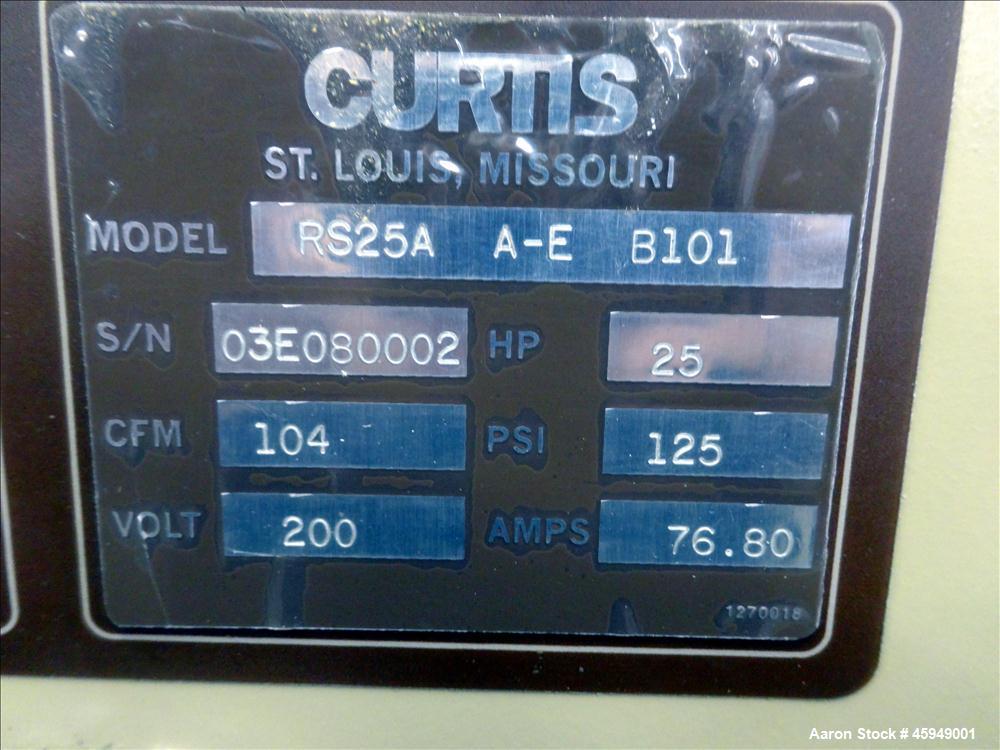 CURTIS
ST. LOUIS, MISSOURI
MODEL RS25A A-E B101
S/N 03E080002 HP 25
CFM 104 PSI 125
VOLT 200 AMPS 76.80
1270018
Aaron Stock # 45949001